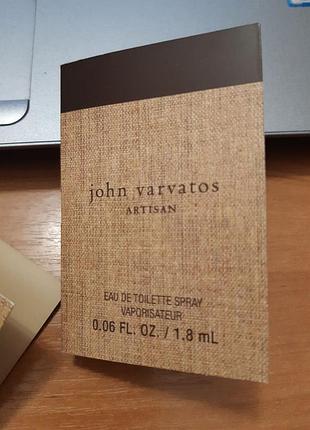 john varvatos
ARTISAN
EAU DE TOILETTE SPRAY
VAPORISATEUR
0.06 FL. OZ. / 1.8 mL